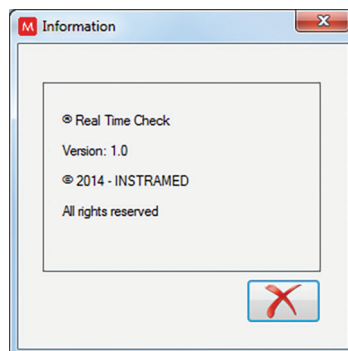 M Information
® Real Time Check
Version: 1.0
© 2014 - INSTRAMED
All rights reserved